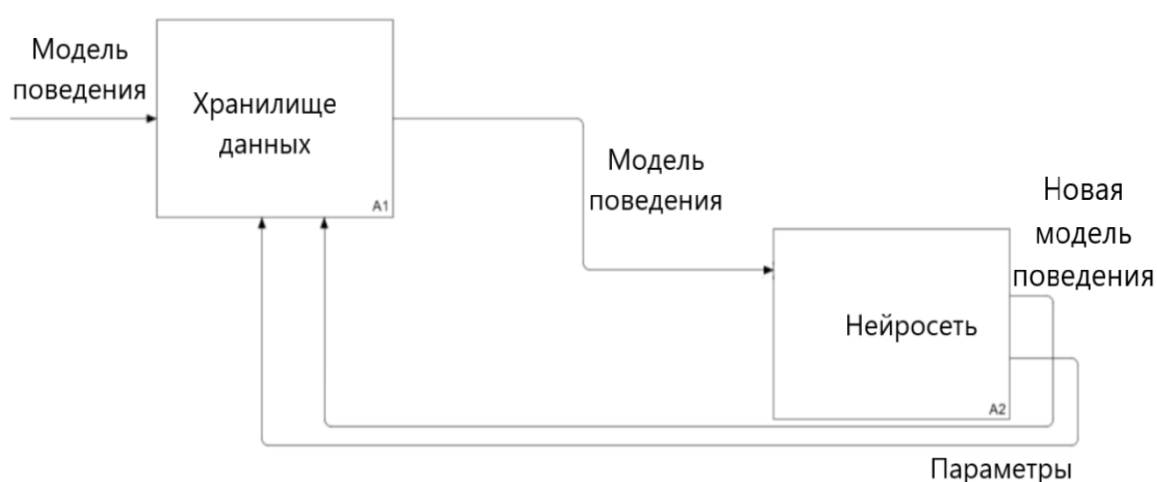 Модель
поведения
Хранилище
данных
A1
Модель
поведения
Новая
модель
поведения
Нейросеть
A2
Параметры